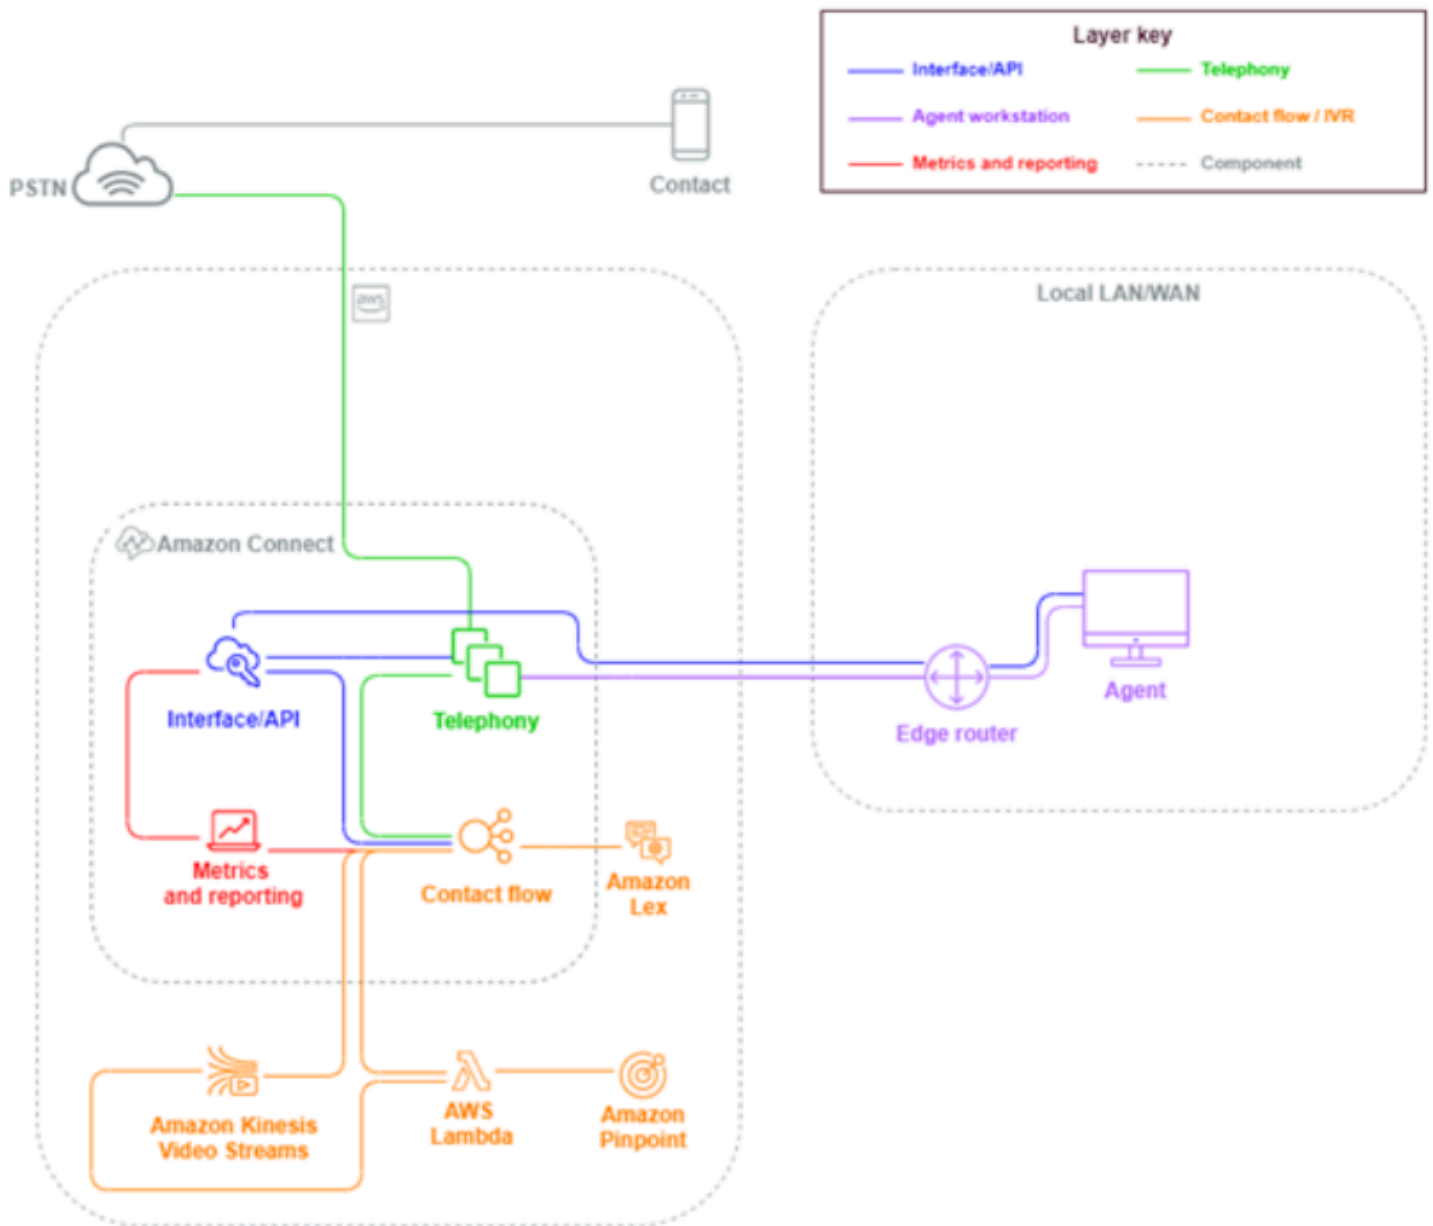 Layer key
Interface/API
Telephony
Agent workstation
Contact flow / IVR
Metrics and reporting
Component
PSTN
Contact
aws
Local LAN/WAN
Amazon Connect
Interface/API
Telephony
Edge router
Agent
Metrics
and reporting
Contact flow
Amazon
Lex
Amazon Kinesis
Video Streams
AWS
Lambda
Amazon
Pinpoint